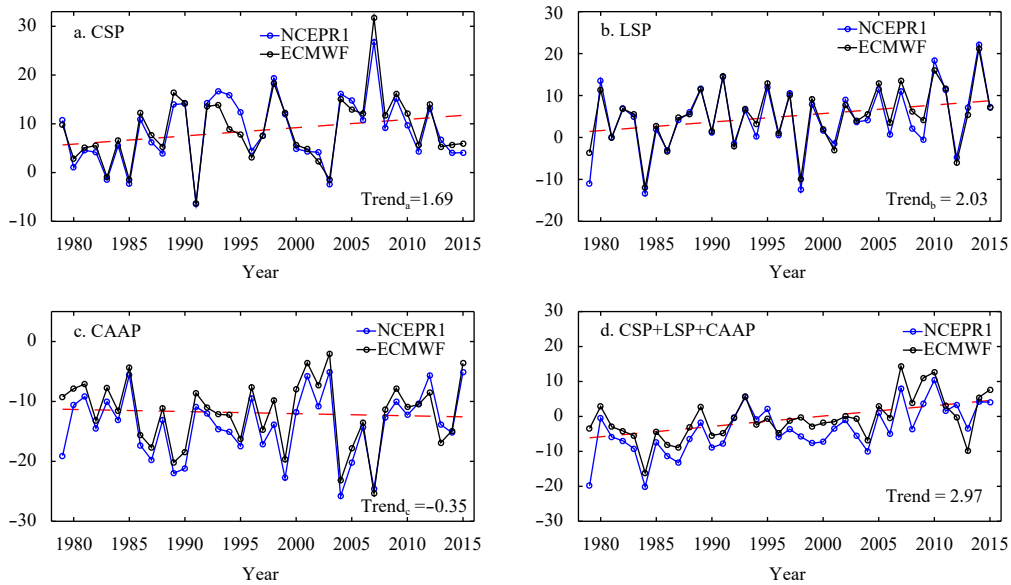 a. CSP
NCEPR1
ECMWF
30
20
10
0
−10
Trendₐ=1.69
1980 1985 1990 1995 2000 2005 2010 2015
Year
b. LSP
NCEPR1
ECMWF
30
20
10
0
−10
−20
Trend_b = 2.03
1980 1985 1990 1995 2000 2005 2010 2015
Year
c. CAAP
NCEPR1
ECMWF
0
−10
−20
−30
Trend_c =−0.35
1980 1985 1990 1995 2000 2005 2010 2015
Year
d. CSP+LSP+CAAP
NCEPR1
ECMWF
30
20
10
0
−10
−20
−30
Trend = 2.97
1980 1985 1990 1995 2000 2005 2010 2015
Year